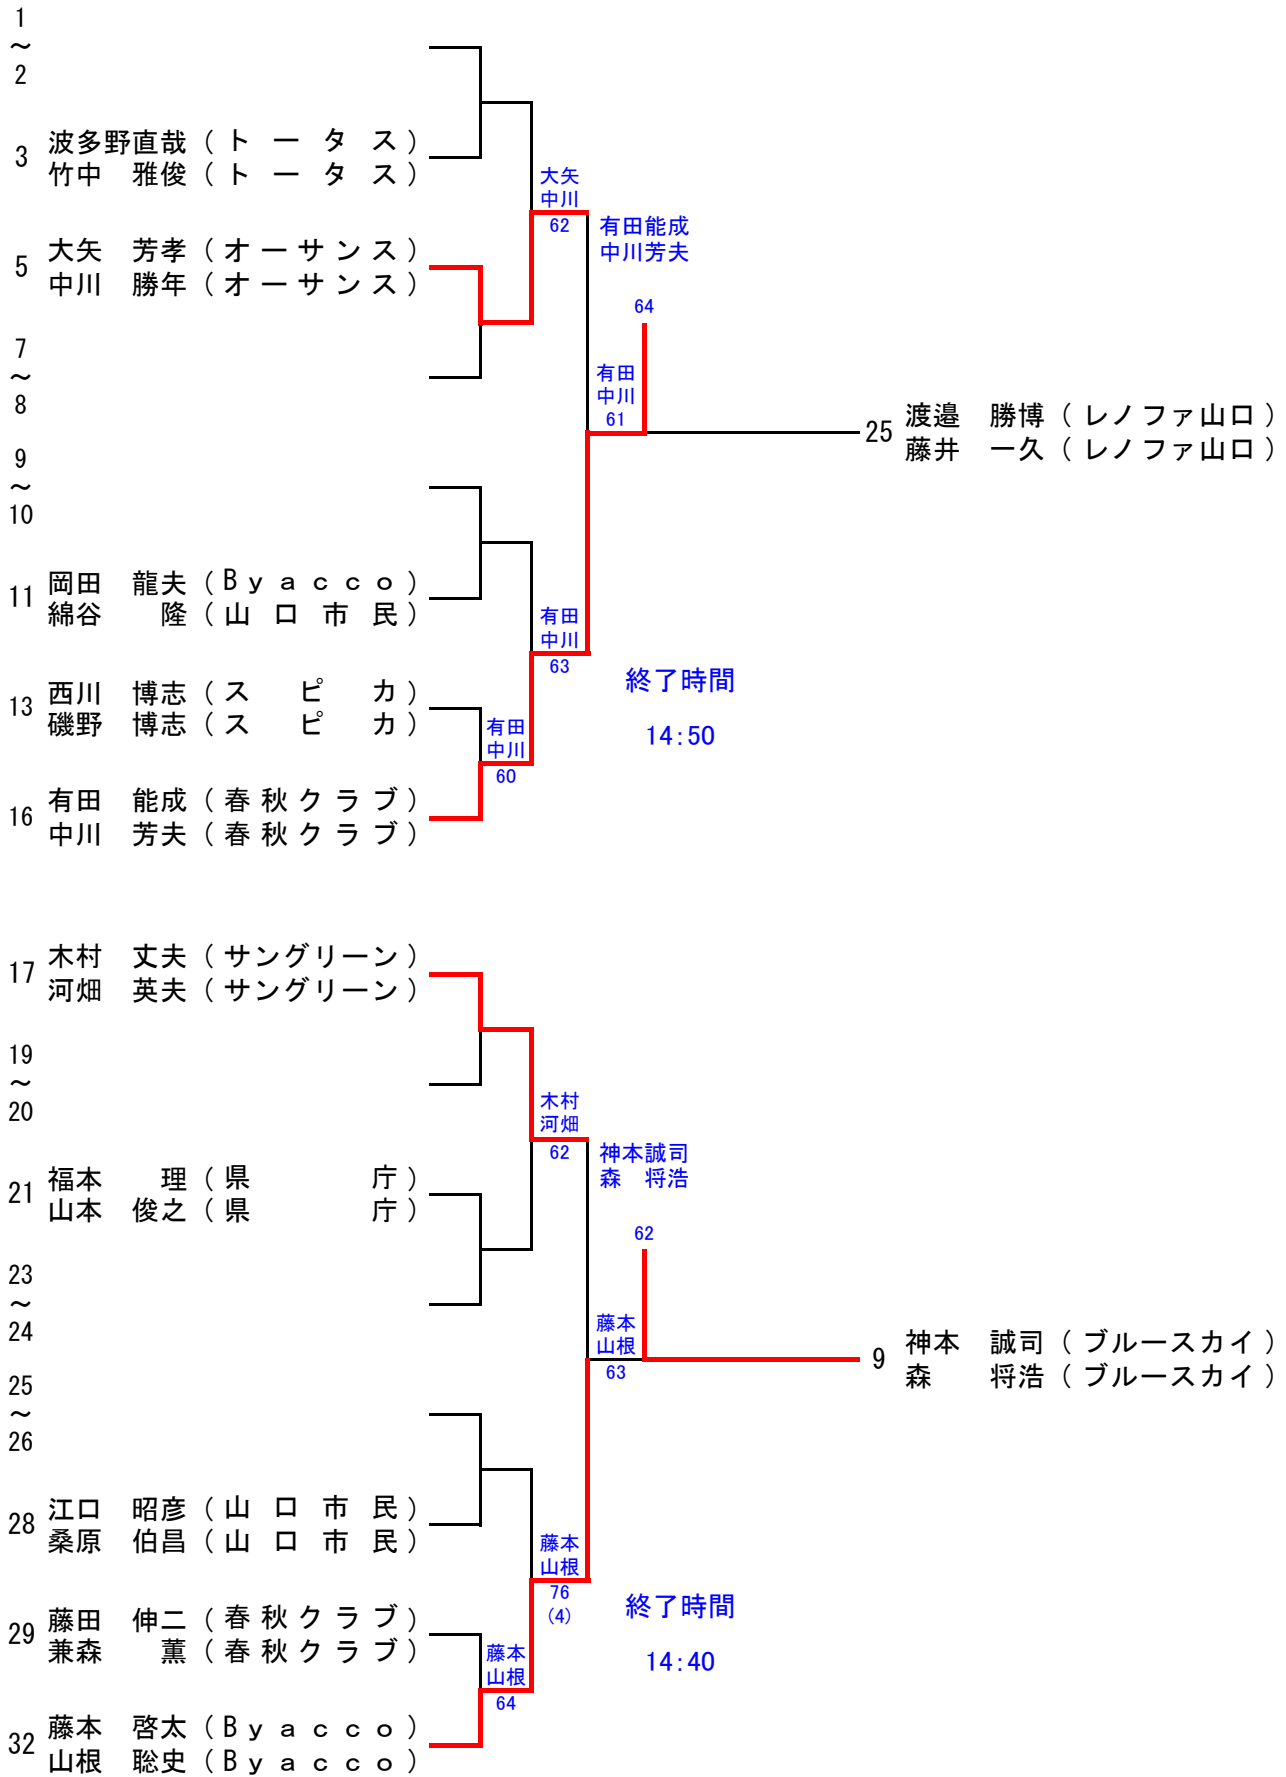 1
～
2
3 波多野直哉（トータス）
竹中　雅俊（トータス）
大矢
中川
62
有田能成
中川芳夫
5 大矢　芳孝（オーサンス）
中川　勝年（オーサンス）
64
7
～
8
有田
中川
61
25 渡邉　勝博（レノファ山口）
藤井　一久（レノファ山口）
9
～
10
11 岡田　龍夫（Ｂｙａｃｃｏ）
綿谷　　隆（山口市民）
有田
中川
63
13 西川　博志（スピカ）
磯野　博志（スピカ）
終了時間
14:50
有田
中川
60
16 有田　能成（春秋クラブ）
中川　芳夫（春秋クラブ）
17 木村　丈夫（サングリーン）
河畑　英夫（サングリーン）
19
～
20
木村
河畑
62
神本誠司
森　将浩
21 福本　　理（県庁）
山本　俊之（県庁）
62
23
～
24
藤本
山根
63
9 神本　誠司（ブルースカイ）
森　　将浩（ブルースカイ）
25
～
26
28 江口　昭彦（山口市民）
桑原　伯昌（山口市民）
藤本
山根
76
(4)
29 藤田　伸二（春秋クラブ）
兼森　　薫（春秋クラブ）
終了時間
14:40
藤本
山根
64
32 藤本　啓太（Ｂｙａｃｃｏ）
山根　聡史（Ｂｙａｃｃｏ）